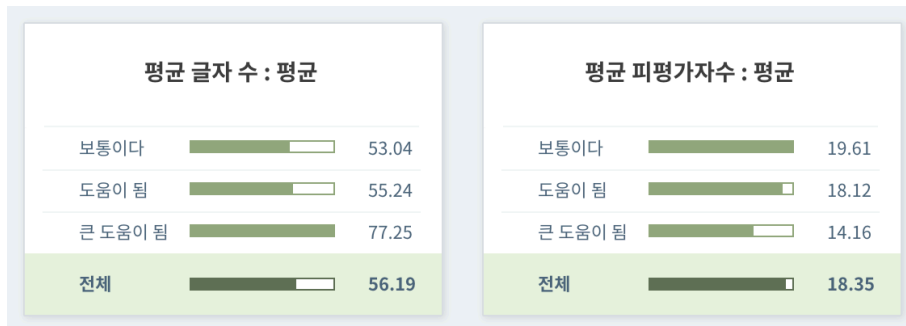 평균 글자 수 : 평균
보통이다 53.04
도움이 됨 55.24
큰 도움이 됨 77.25
전체 56.19
평균 피평가자수 : 평균
보통이다 19.61
도움이 됨 18.12
큰 도움이 됨 14.16
전체 18.35